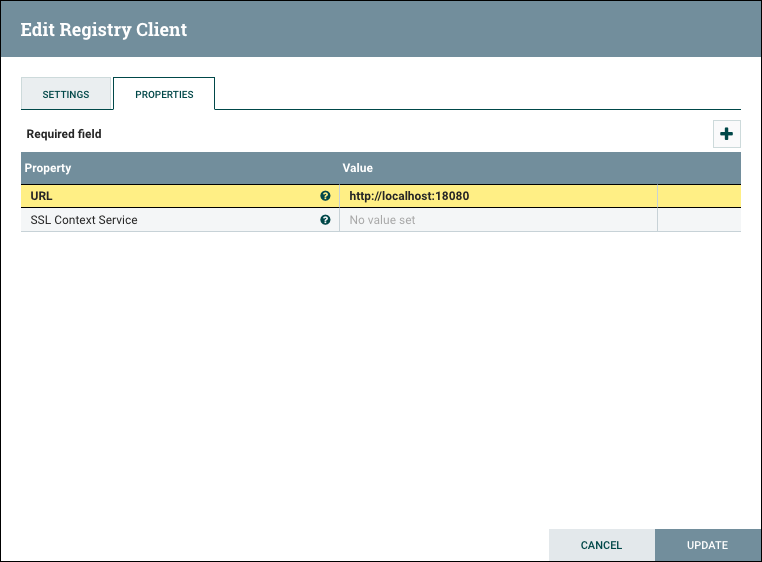 Edit Registry Client
SETTINGS PROPERTIES
Required field
Property Value
URL http://localhost:18080
SSL Context Service No value set
CANCEL UPDATE